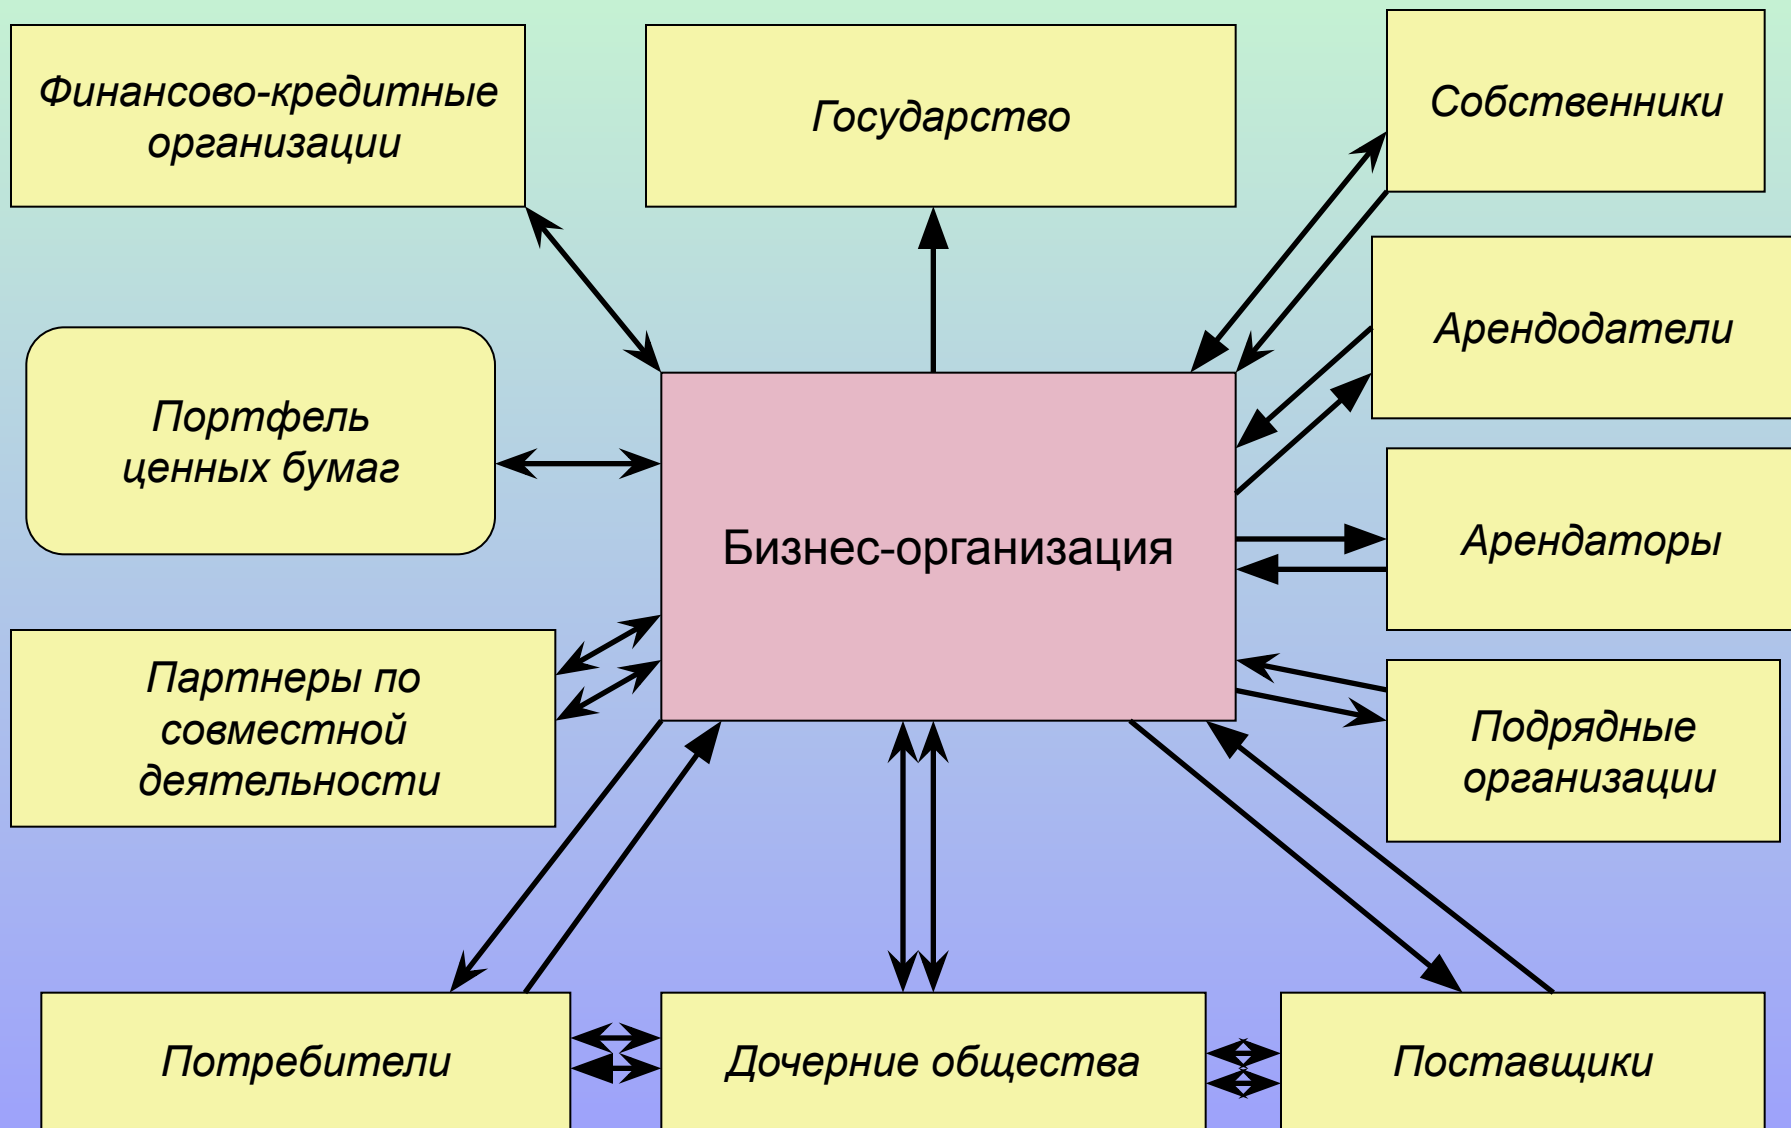 Финансово-кредитные
организации
Государство
Собственники
Арендодатели
Портфель
ценных бумаг
Бизнес-организация
Арендаторы
Партнеры по
совместной
деятельности
Подрядные
организации
Потребители
Дочерние общества
Поставщики